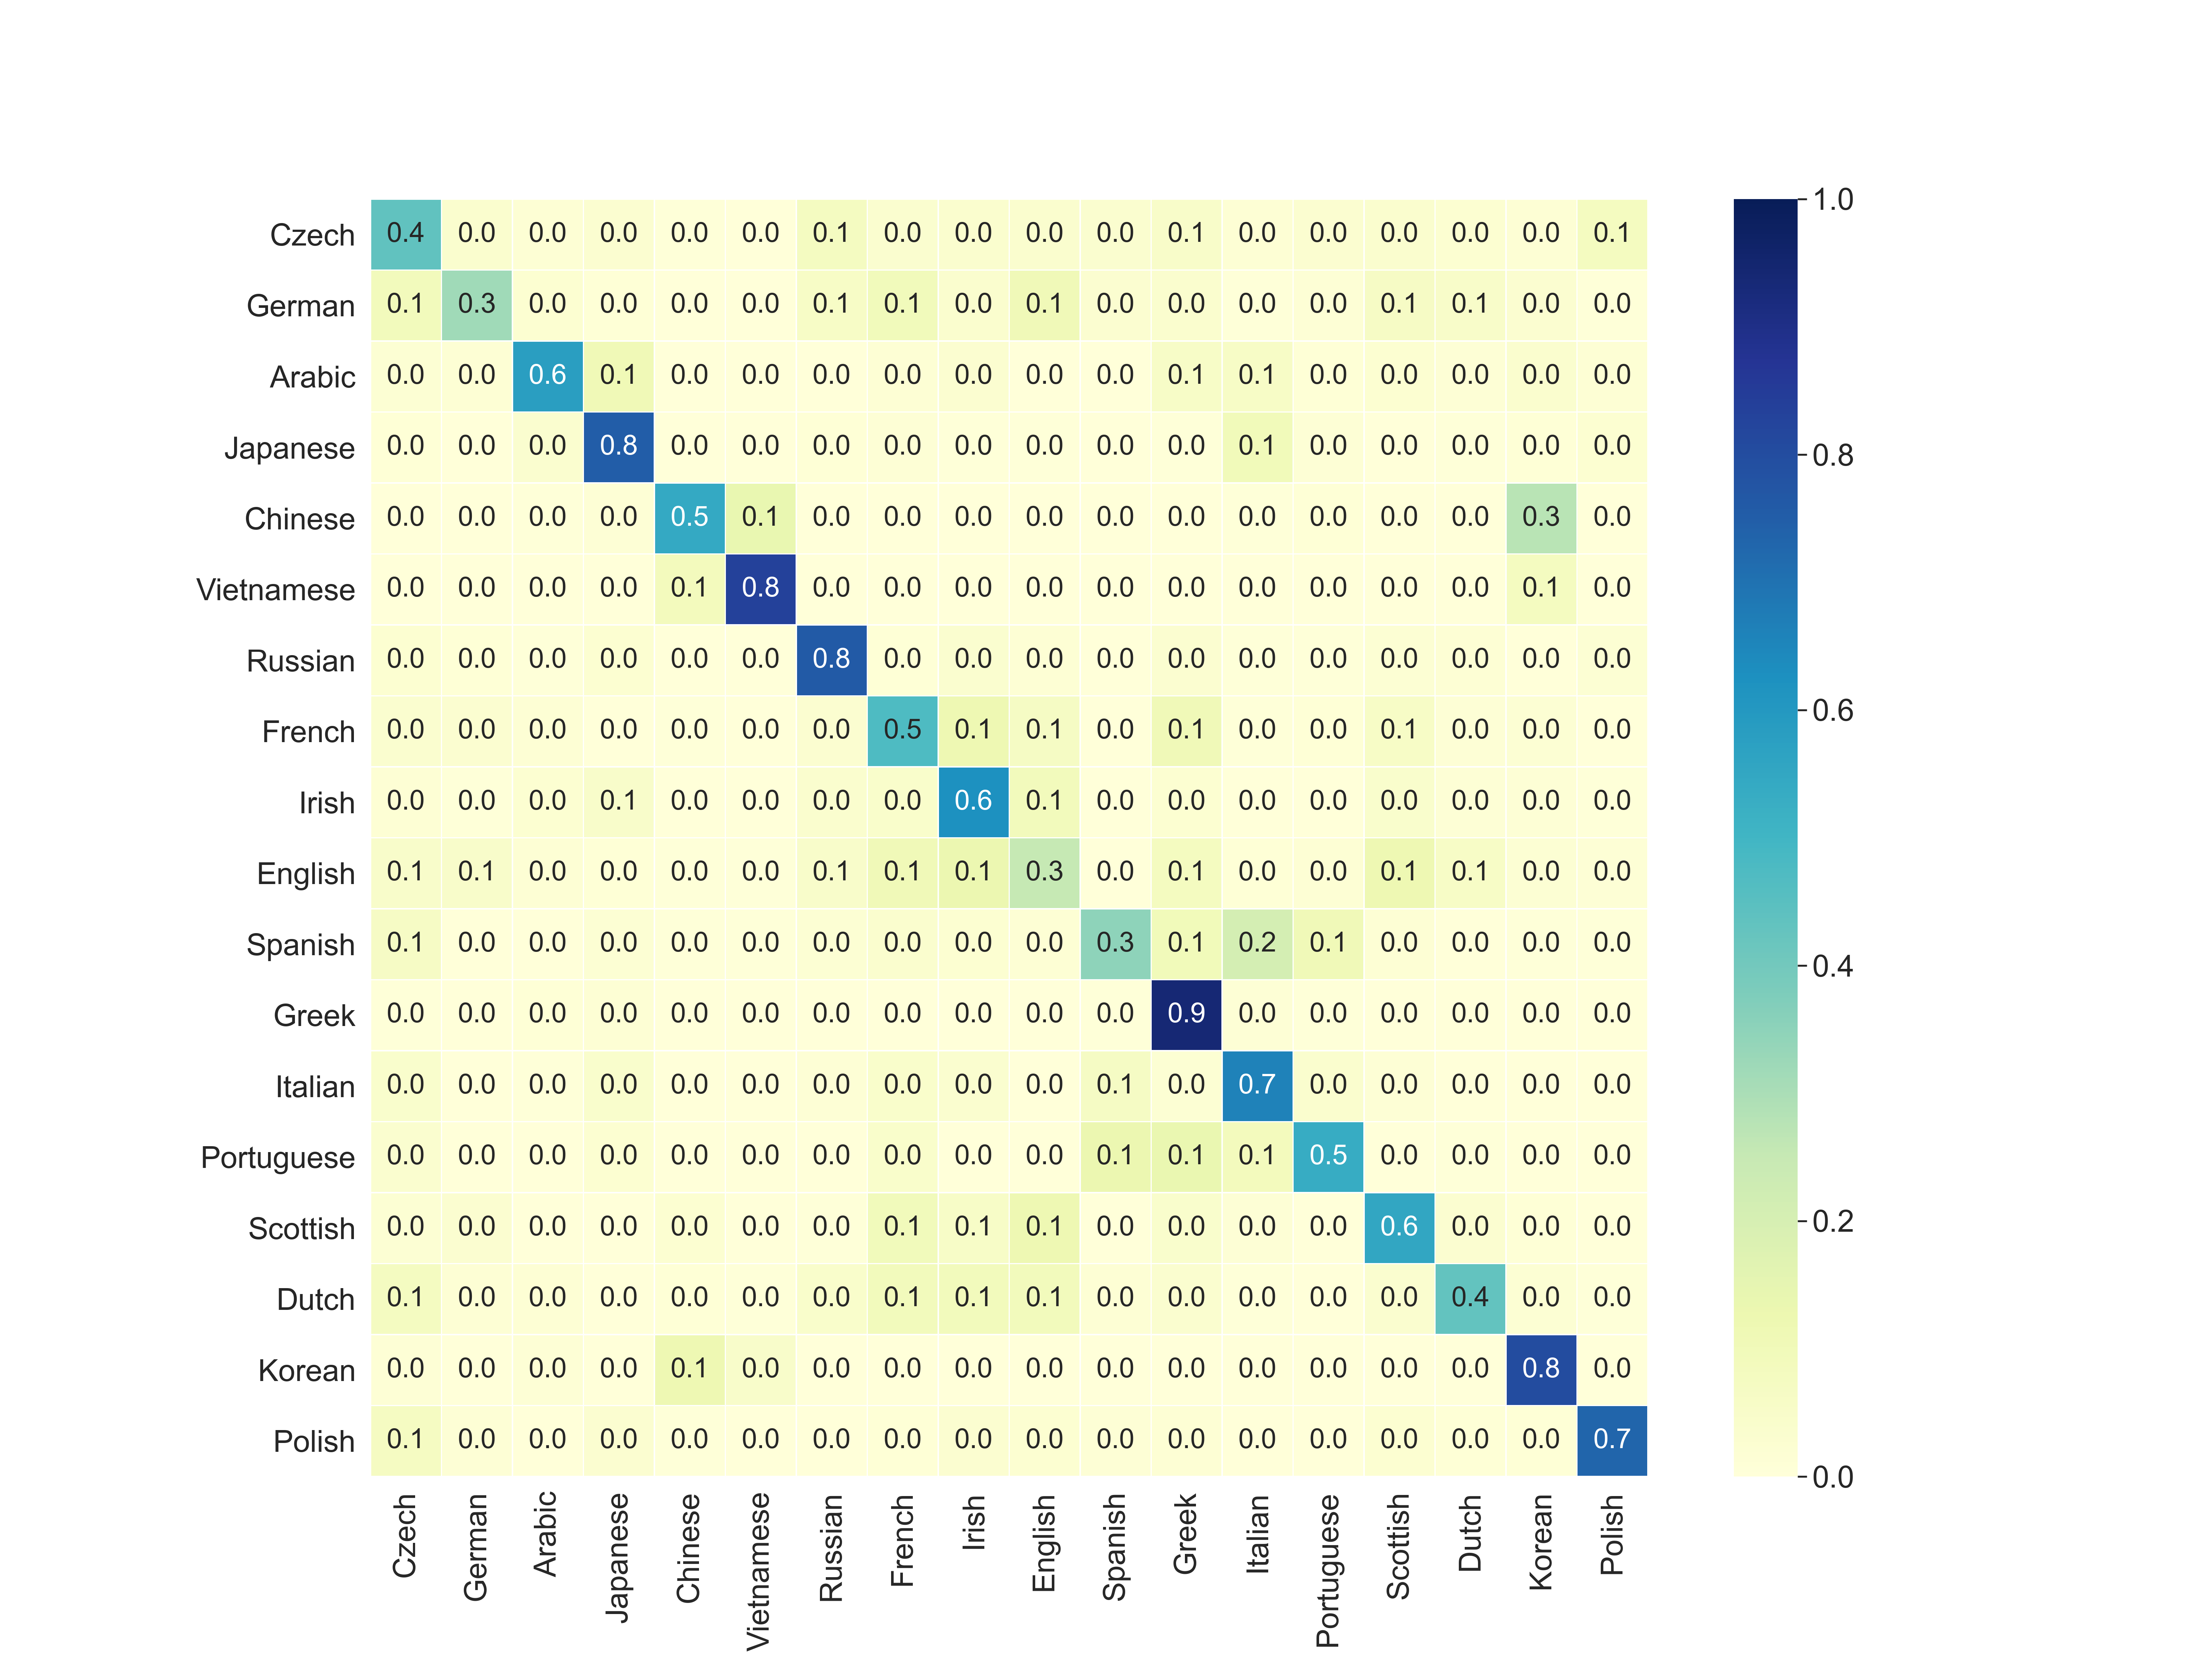 Czech 0.4 0.0 0.0 0.0 0.0 0.0 0.1 0.0 0.0 0.0 0.0 0.1 0.0 0.0 0.0 0.0 0.0 0.1
German 0.1 0.3 0.0 0.0 0.0 0.0 0.1 0.1 0.0 0.1 0.0 0.0 0.0 0.0 0.1 0.1 0.0 0.0
Arabic 0.0 0.0 0.6 0.1 0.0 0.0 0.0 0.0 0.0 0.0 0.0 0.1 0.1 0.0 0.0 0.0 0.0 0.0
Japanese 0.0 0.0 0.0 0.8 0.0 0.0 0.0 0.0 0.0 0.0 0.0 0.0 0.1 0.0 0.0 0.0 0.0 0.0
Chinese 0.0 0.0 0.0 0.0 0.5 0.1 0.0 0.0 0.0 0.0 0.0 0.0 0.0 0.0 0.0 0.0 0.3 0.0
Vietnamese 0.0 0.0 0.0 0.0 0.1 0.8 0.0 0.0 0.0 0.0 0.0 0.0 0.0 0.0 0.0 0.0 0.1 0.0
Russian 0.0 0.0 0.0 0.0 0.0 0.0 0.8 0.0 0.0 0.0 0.0 0.0 0.0 0.0 0.0 0.0 0.0 0.0
French 0.0 0.0 0.0 0.0 0.0 0.0 0.0 0.5 0.1 0.1 0.0 0.1 0.0 0.0 0.1 0.0 0.0 0.0
Irish 0.0 0.0 0.0 0.1 0.0 0.0 0.0 0.0 0.6 0.1 0.0 0.0 0.0 0.0 0.0 0.0 0.0 0.0
English 0.1 0.1 0.0 0.0 0.0 0.0 0.1 0.1 0.1 0.3 0.0 0.1 0.0 0.0 0.1 0.1 0.0 0.0
Spanish 0.1 0.0 0.0 0.0 0.0 0.0 0.0 0.0 0.0 0.0 0.3 0.1 0.2 0.1 0.0 0.0 0.0 0.0
Greek 0.0 0.0 0.0 0.0 0.0 0.0 0.0 0.0 0.0 0.0 0.0 0.9 0.0 0.0 0.0 0.0 0.0 0.0
Italian 0.0 0.0 0.0 0.0 0.0 0.0 0.0 0.0 0.0 0.0 0.1 0.0 0.7 0.0 0.0 0.0 0.0 0.0
Portuguese 0.0 0.0 0.0 0.0 0.0 0.0 0.0 0.0 0.0 0.0 0.1 0.1 0.1 0.5 0.0 0.0 0.0 0.0
Scottish 0.0 0.0 0.0 0.0 0.0 0.0 0.0 0.1 0.1 0.1 0.0 0.0 0.0 0.0 0.6 0.0 0.0 0.0
Dutch 0.1 0.0 0.0 0.0 0.0 0.0 0.0 0.1 0.1 0.1 0.0 0.0 0.0 0.0 0.0 0.4 0.0 0.0
Korean 0.0 0.0 0.0 0.0 0.1 0.0 0.0 0.0 0.0 0.0 0.0 0.0 0.0 0.0 0.0 0.0 0.8 0.0
Polish 0.1 0.0 0.0 0.0 0.0 0.0 0.0 0.0 0.0 0.0 0.0 0.0 0.0 0.0 0.0 0.0 0.0 0.7
Czech German Arabic Japanese Chinese Vietnamese Russian French Irish English Spanish Greek Italian Portuguese Scottish Dutch Korean Polish
1.0
0.8
0.6
0.4
0.2
0.0